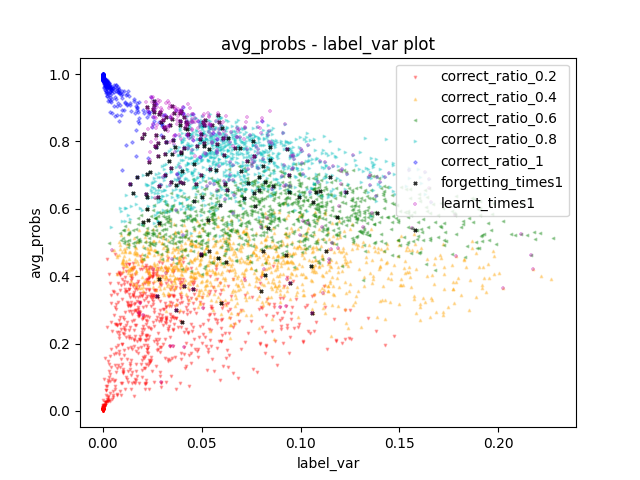 avg_probs - label_var plot
1.0
0.8
0.6
0.4
0.2
0.0
avg_probs
correct_ratio_0.2
correct_ratio_0.4
correct_ratio_0.6
correct_ratio_0.8
correct_ratio_1
forgetting_times1
learnt_times1
0.00
0.05
0.10
0.15
0.20
label_var